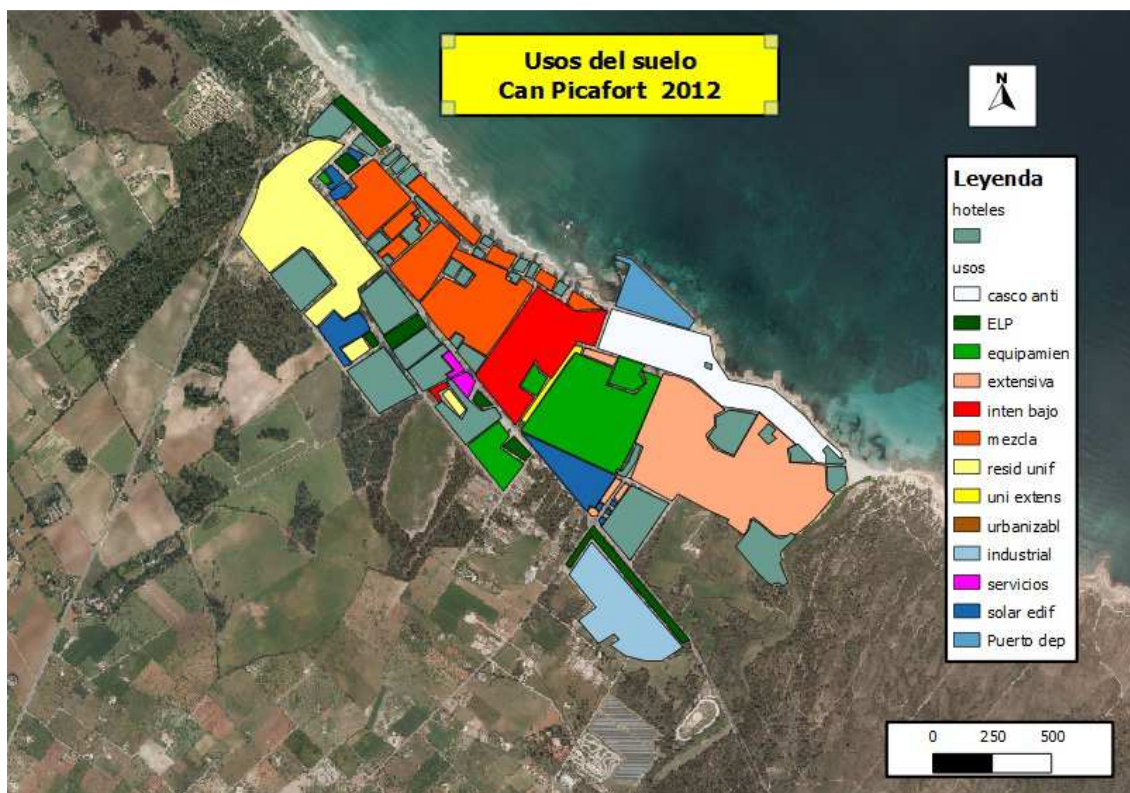 Usos del suelo
Can Picafort 2012
N
Leyenda
hoteles
usos
casco anti
ELP
equipamien
extensiva
inten bajo
mezcla
resid unif
uni extens
urbanizabl
industrial
servicios
solar edif
Puerto dep
0 250 500